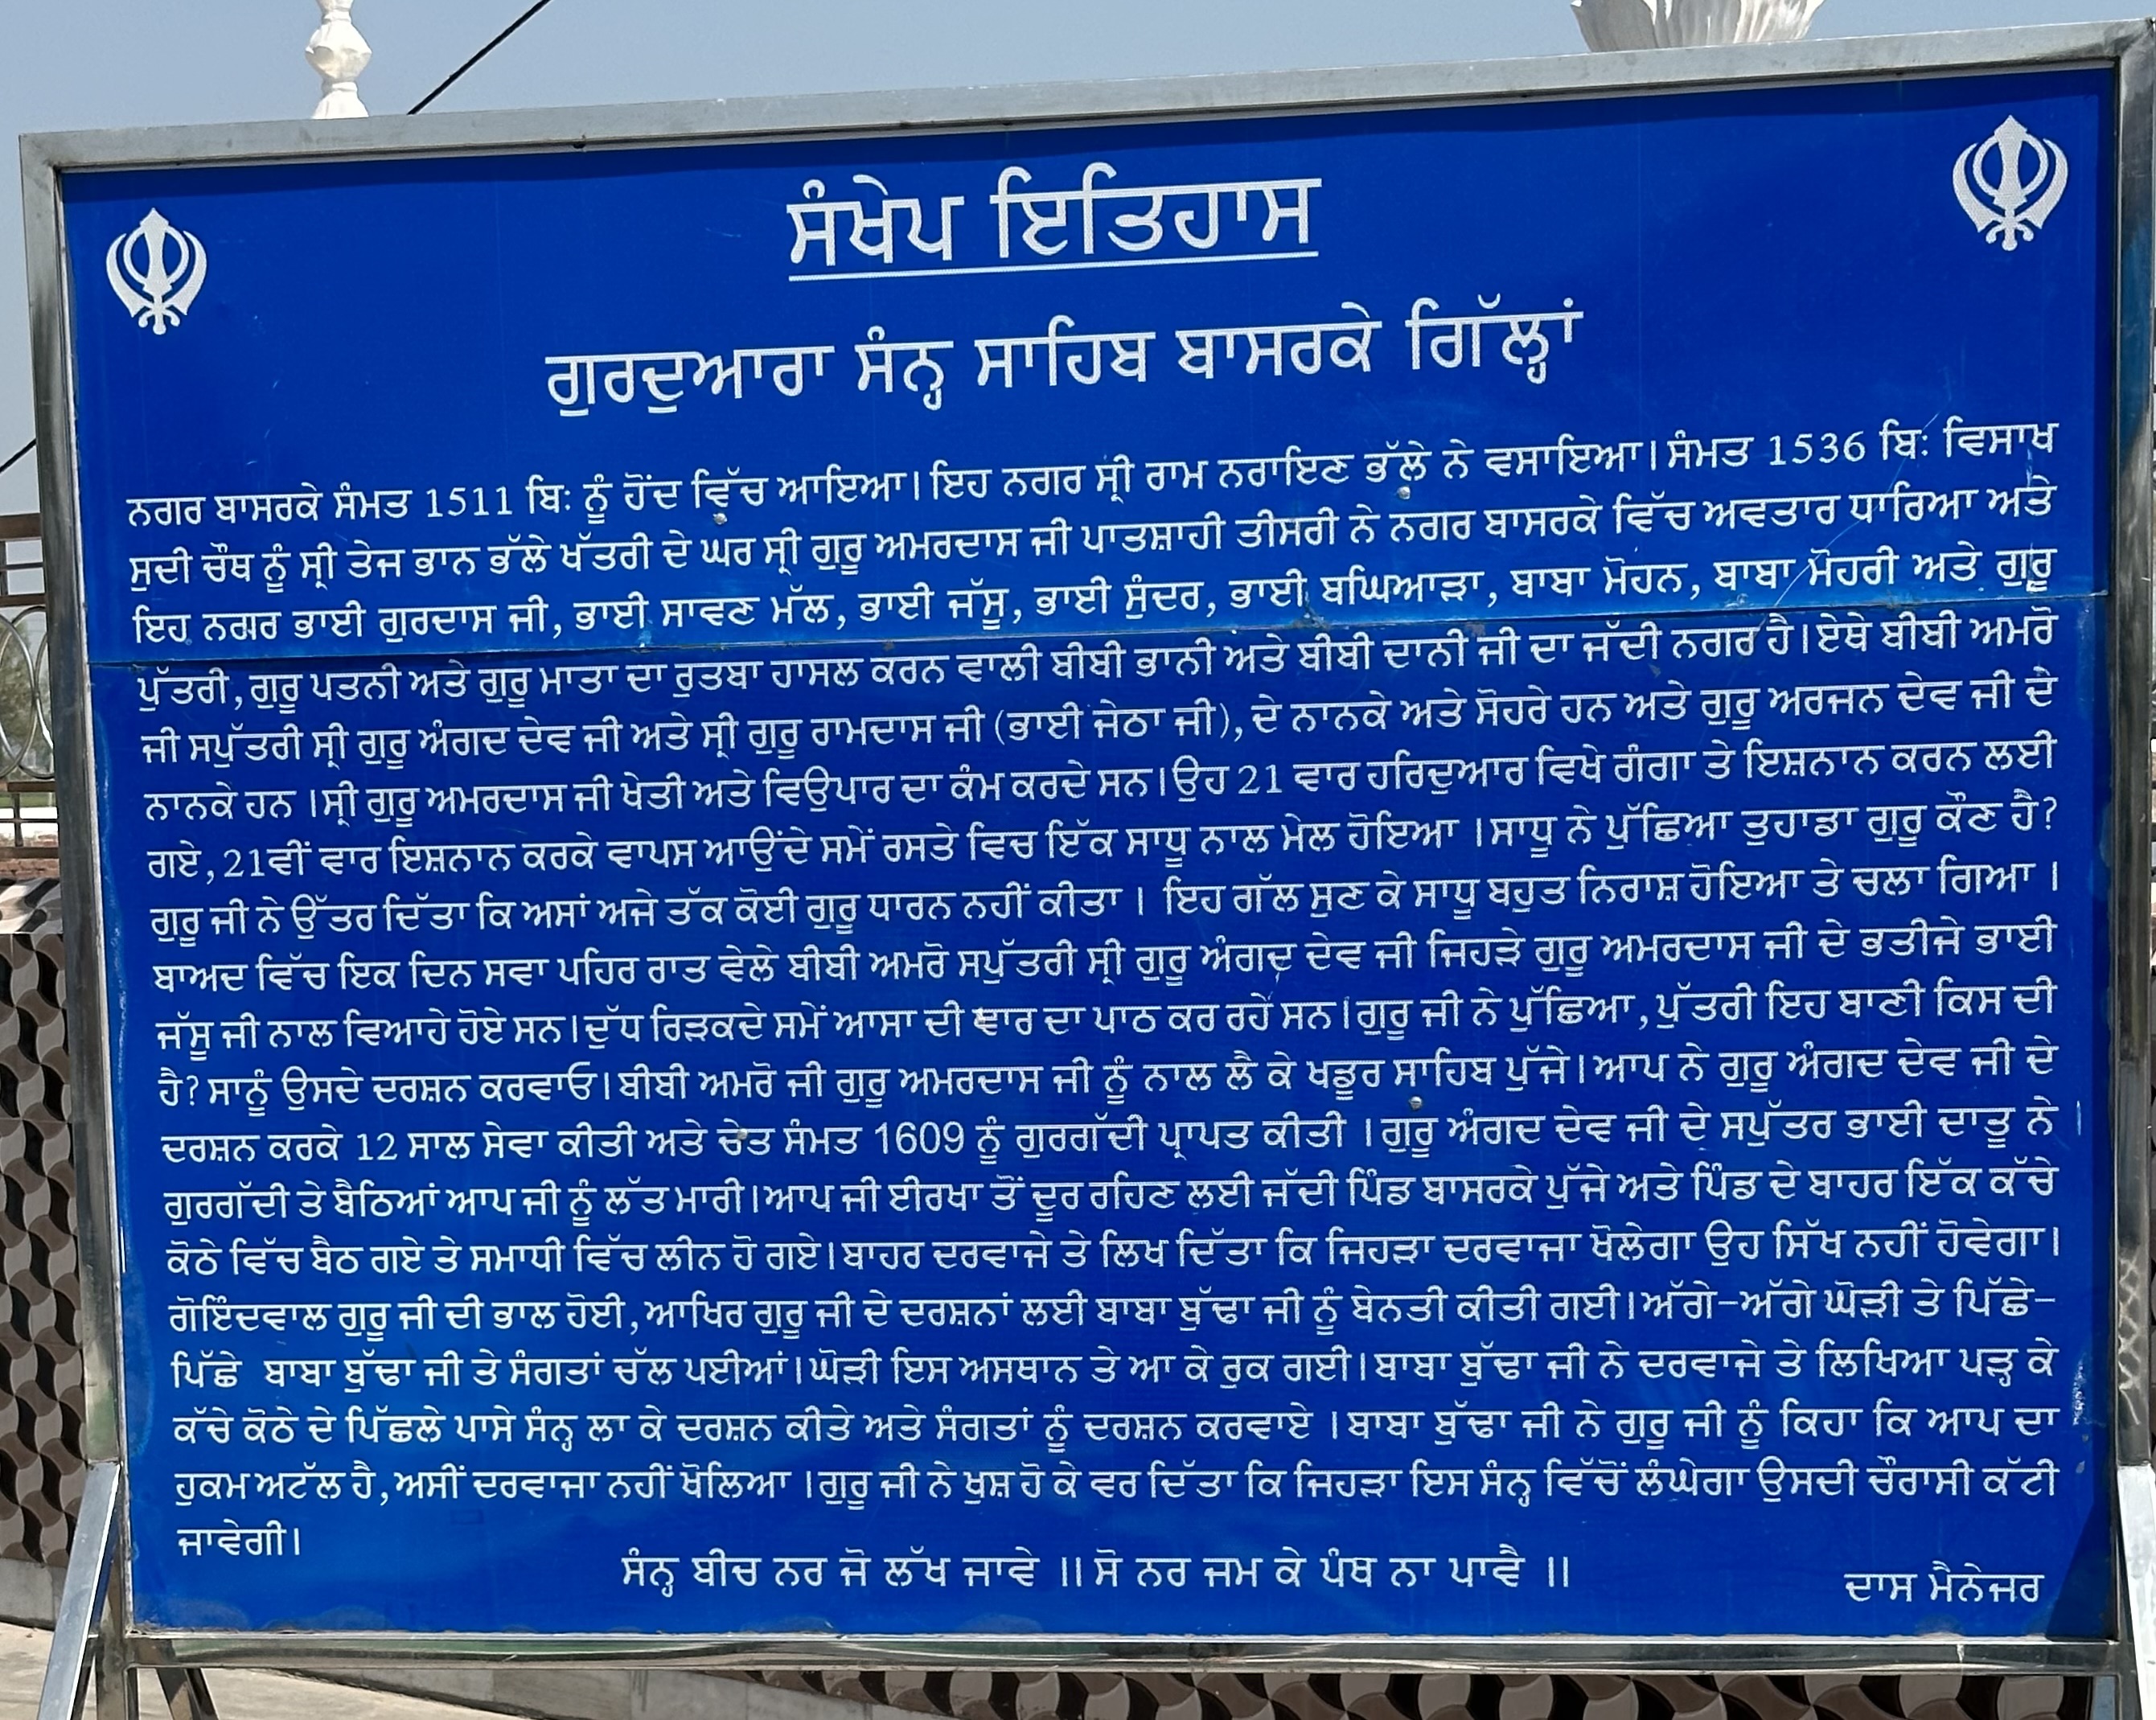 ਸੰਖੇਪ ਇਤਿਹਾਸ
ਗੁਰਦੁਆਰਾ ਸੰਨ੍ਹ ਸਾਹਿਬ ਬਾਸਰਕੇ ਗਿੱਲ੍ਹਾਂ
ਨਗਰ ਬਾਸਰਕੇ ਸੰਮਤ 1511 ਬਿਃ ਨੂੰ ਹੋਂਦ ਵਿੱਚ ਆਇਆ। ਇਹ ਨਗਰ ਸ੍ਰੀ ਰਾਮ ਨਰਾਇਣ ਭੱਲੇ ਨੇ ਵਸਾਇਆ। ਸੰਮਤ 1536 ਬਿਃ ਵਿਸਾਖ
ਸੁਦੀ ਚੌਥ ਨੂੰ ਸ੍ਰੀ ਤੇਜ ਭਾਨ ਭੱਲੇ ਖੱਤਰੀ ਦੇ ਘਰ ਸ੍ਰੀ ਗੁਰੂ ਅਮਰਦਾਸ ਜੀ ਪਾਤਸ਼ਾਹੀ ਤੀਸਰੀ ਨੇ ਨਗਰ ਬਾਸਰਕੇ ਵਿੱਚ ਅਵਤਾਰ ਧਾਰਿਆ ਅਤੇ
ਇਹ ਨਗਰ ਭਾਈ ਗੁਰਦਾਸ ਜੀ, ਭਾਈ ਸਾਵਣ ਮੱਲ, ਭਾਈ ਜੱਸੂ, ਭਾਈ ਸੁੰਦਰ, ਭਾਈ ਬਘਿਆੜਾ, ਬਾਬਾ ਮੋਹਨ, ਬਾਬਾ ਮੋਹਰੀ ਅਤੇ ਗੁਰੂ
ਪੁੱਤਰੀ, ਗੁਰੂ ਪਤਨੀ ਅਤੇ ਗੁਰੂ ਮਾਤਾ ਦਾ ਰੁਤਬਾ ਹਾਸਲ ਕਰਨ ਵਾਲੀ ਬੀਬੀ ਭਾਨੀ ਅਤੇ ਬੀਬੀ ਦਾਨੀ ਜੀ ਦਾ ਜੱਦੀ ਨਗਰ ਹੈ। ਏਥੇ ਬੀਬੀ ਅਮਰੋ
ਜੀ ਸਪੁੱਤਰੀ ਸ੍ਰੀ ਗੁਰੂ ਅੰਗਦ ਦੇਵ ਜੀ ਅਤੇ ਸ੍ਰੀ ਗੁਰੂ ਰਾਮਦਾਸ ਜੀ (ਭਾਈ ਜੇਠਾ ਜੀ), ਦੇ ਨਾਨਕੇ ਅਤੇ ਸੋਹਰੇ ਹਨ ਅਤੇ ਗੁਰੂ ਅਰਜਨ ਦੇਵ ਜੀ ਦੇ
ਨਾਨਕੇ ਹਨ । ਸ੍ਰੀ ਗੁਰੂ ਅਮਰਦਾਸ ਜੀ ਖੇਤੀ ਅਤੇ ਵਿਉਪਾਰ ਦਾ ਕੰਮ ਕਰਦੇ ਸਨ। ਉਹ 21 ਵਾਰ ਹਰਿਦੁਆਰ ਵਿਖੇ ਗੰਗਾ ਤੇ ਇਸ਼ਨਾਨ ਕਰਨ ਲਈ
ਗਏ, 21ਵੀਂ ਵਾਰ ਇਸ਼ਨਾਨ ਕਰਕੇ ਵਾਪਸ ਆਉਂਦੇ ਸਮੇਂ ਰਸਤੇ ਵਿਚ ਇੱਕ ਸਾਧੂ ਨਾਲ ਮੇਲ ਹੋਇਆ । ਸਾਧੂ ਨੇ ਪੁੱਛਿਆ ਤੁਹਾਡਾ ਗੁਰੂ ਕੌਣ ਹੈ?
ਗੁਰੂ ਜੀ ਨੇ ਉੱਤਰ ਦਿੱਤਾ ਕਿ ਅਸਾਂ ਅਜੇ ਤੱਕ ਕੋਈ ਗੁਰੂ ਧਾਰਨ ਨਹੀਂ ਕੀਤਾ । ਇਹ ਗੱਲ ਸੁਣ ਕੇ ਸਾਧੂ ਬਹੁਤ ਨਿਰਾਸ਼ ਹੋਇਆ ਤੇ ਚਲਾ ਗਿਆ ।
ਬਾਅਦ ਵਿੱਚ ਇਕ ਦਿਨ ਸਵਾ ਪਹਿਰ ਰਾਤ ਵੇਲੇ ਬੀਬੀ ਅਮਰੋ ਸਪੁੱਤਰੀ ਸ੍ਰੀ ਗੁਰੂ ਅੰਗਦ ਦੇਵ ਜੀ ਜਿਹੜੇ ਗੁਰੂ ਅਮਰਦਾਸ ਜੀ ਦੇ ਭਤੀਜੇ ਭਾਈ
ਜੱਸੂ ਜੀ ਨਾਲ ਵਿਆਹੇ ਹੋਏ ਸਨ। ਦੁੱਧ ਰਿੜਕਦੇ ਸਮੇਂ ਆਸਾ ਦੀ ਵਾਰ ਦਾ ਪਾਠ ਕਰ ਰਹੇ ਸਨ। ਗੁਰੂ ਜੀ ਨੇ ਪੁੱਛਿਆ, ਪੁੱਤਰੀ ਇਹ ਬਾਣੀ ਕਿਸ ਦੀ
ਹੈ? ਸਾਨੂੰ ਉਸਦੇ ਦਰਸ਼ਨ ਕਰਵਾਓ। ਬੀਬੀ ਅਮਰੋ ਜੀ ਗੁਰੂ ਅਮਰਦਾਸ ਜੀ ਨੂੰ ਨਾਲ ਲੈ ਕੇ ਖਡੂਰ ਸਾਹਿਬ ਪੁੱਜੇ। ਆਪ ਨੇ ਗੁਰੂ ਅੰਗਦ ਦੇਵ ਜੀ ਦੇ
ਦਰਸ਼ਨ ਕਰਕੇ 12 ਸਾਲ ਸੇਵਾ ਕੀਤੀ ਅਤੇ ਚੇਤ ਸੰਮਤ 1609 ਨੂੰ ਗੁਰਗੱਦੀ ਪ੍ਰਾਪਤ ਕੀਤੀ । ਗੁਰੂ ਅੰਗਦ ਦੇਵ ਜੀ ਦੇ ਸਪੁੱਤਰ ਭਾਈ ਦਾਤੂ ਨੇ
ਗੁਰਗੱਦੀ ਤੇ ਬੈਠਿਆਂ ਆਪ ਜੀ ਨੂੰ ਲੱਤ ਮਾਰੀ। ਆਪ ਜੀ ਈਰਖਾ ਤੋਂ ਦੂਰ ਰਹਿਣ ਲਈ ਜੱਦੀ ਪਿੰਡ ਬਾਸਰਕੇ ਪੁੱਜੇ ਅਤੇ ਪਿੰਡ ਦੇ ਬਾਹਰ ਇੱਕ ਕੱਚੇ
ਕੋਠੇ ਵਿੱਚ ਬੈਠ ਗਏ ਤੇ ਸਮਾਧੀ ਵਿੱਚ ਲੀਨ ਹੋ ਗਏ। ਬਾਹਰ ਦਰਵਾਜੇ ਤੇ ਲਿਖ ਦਿੱਤਾ ਕਿ ਜਿਹੜਾ ਦਰਵਾਜਾ ਖੋਲੇਗਾ ਉਹ ਸਿੱਖ ਨਹੀਂ ਹੋਵੇਗਾ।
ਗੋਇੰਦਵਾਲ ਗੁਰੂ ਜੀ ਦੀ ਭਾਲ ਹੋਈ, ਆਖਿਰ ਗੁਰੂ ਜੀ ਦੇ ਦਰਸ਼ਨਾਂ ਲਈ ਬਾਬਾ ਬੁੱਢਾ ਜੀ ਨੂੰ ਬੇਨਤੀ ਕੀਤੀ ਗਈ। ਅੱਗੇ-ਅੱਗੇ ਘੋੜੀ ਤੇ ਪਿੱਛੇ-
ਪਿੱਛੇ ਬਾਬਾ ਬੁੱਢਾ ਜੀ ਤੇ ਸੰਗਤਾਂ ਚੱਲ ਪਈਆਂ। ਘੋੜੀ ਇਸ ਅਸਥਾਨ ਤੇ ਆ ਕੇ ਰੁਕ ਗਈ। ਬਾਬਾ ਬੁੱਢਾ ਜੀ ਨੇ ਦਰਵਾਜੇ ਤੇ ਲਿਖਿਆ ਪੜ੍ਹ ਕੇ
ਕੱਚੇ ਕੋਠੇ ਦੇ ਪਿੱਛਲੇ ਪਾਸੇ ਸੰਨ੍ਹ ਲਾ ਕੇ ਦਰਸ਼ਨ ਕੀਤੇ ਅਤੇ ਸੰਗਤਾਂ ਨੂੰ ਦਰਸ਼ਨ ਕਰਵਾਏ । ਬਾਬਾ ਬੁੱਢਾ ਜੀ ਨੇ ਗੁਰੂ ਜੀ ਨੂੰ ਕਿਹਾ ਕਿ ਆਪ ਦਾ
ਹੁਕਮ ਅਟੱਲ ਹੈ, ਅਸੀਂ ਦਰਵਾਜਾ ਨਹੀਂ ਖੋਲਿਆ । ਗੁਰੂ ਜੀ ਨੇ ਖੁਸ਼ ਹੋ ਕੇ ਵਰ ਦਿੱਤਾ ਕਿ ਜਿਹੜਾ ਇਸ ਸੰਨ੍ਹ ਵਿੱਚੋਂ ਲੰਘੇਗਾ ਉਸਦੀ ਚੌਰਾਸੀ ਕੱਟੀ
ਜਾਵੇਗੀ।
ਸੰਨ੍ਹ ਬੀਚ ਨਰ ਜੋ ਲੱਖ ਜਾਵੇ ॥ ਸੋ ਨਰ ਜਮ ਕੇ ਪੰਥ ਨਾ ਪਾਵੈ ॥
ਦਾਸ ਮੈਨੇਜਰ